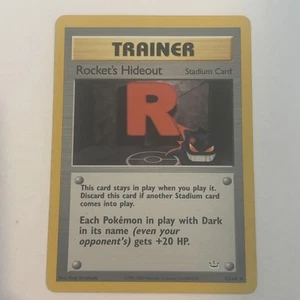 TRAINER
Rocket's Hideout
Stadium Card
R
This card stays in play when you play it.
Discard this card if another Stadium card
comes into play.
Each Pokémon in play with Dark
in its name (even your
opponent's) gets +20 HP.